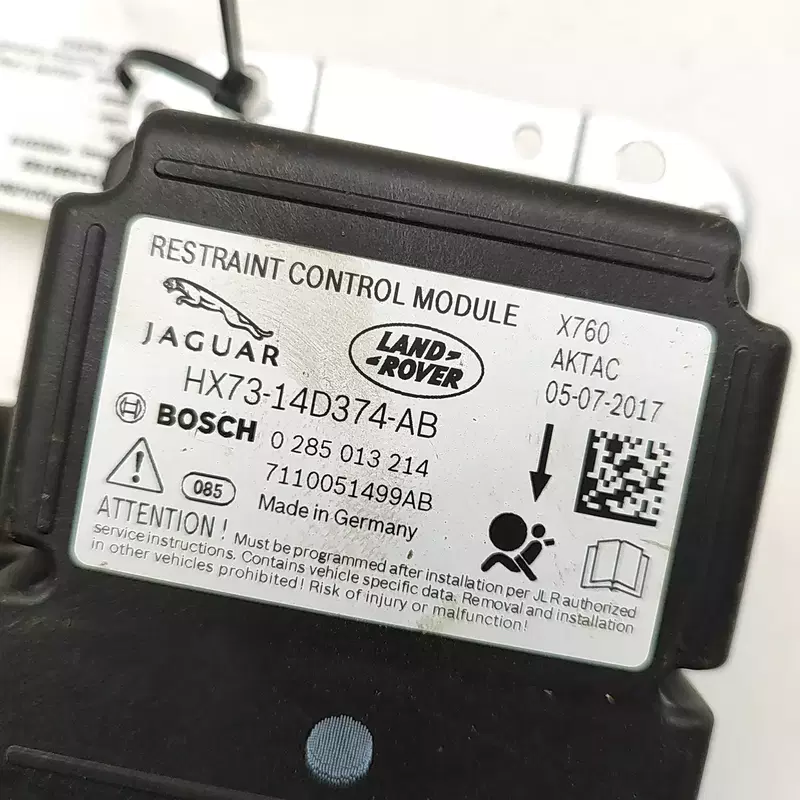 RESTRAINT CONTROL MODULE
X760
JAGUAR
LAND-
ROVER
AKTAC
HX73-14D374-AB
05-07-2017
BOSCH 0 285 013 214
7110051499AB
085
Made in Germany
ATTENTION! Must be programmed after installation per JLR authorized
service instructions. Contains vehicle specific data. Removal and installation
in other vehicles prohibited! Risk of injury or malfunction!